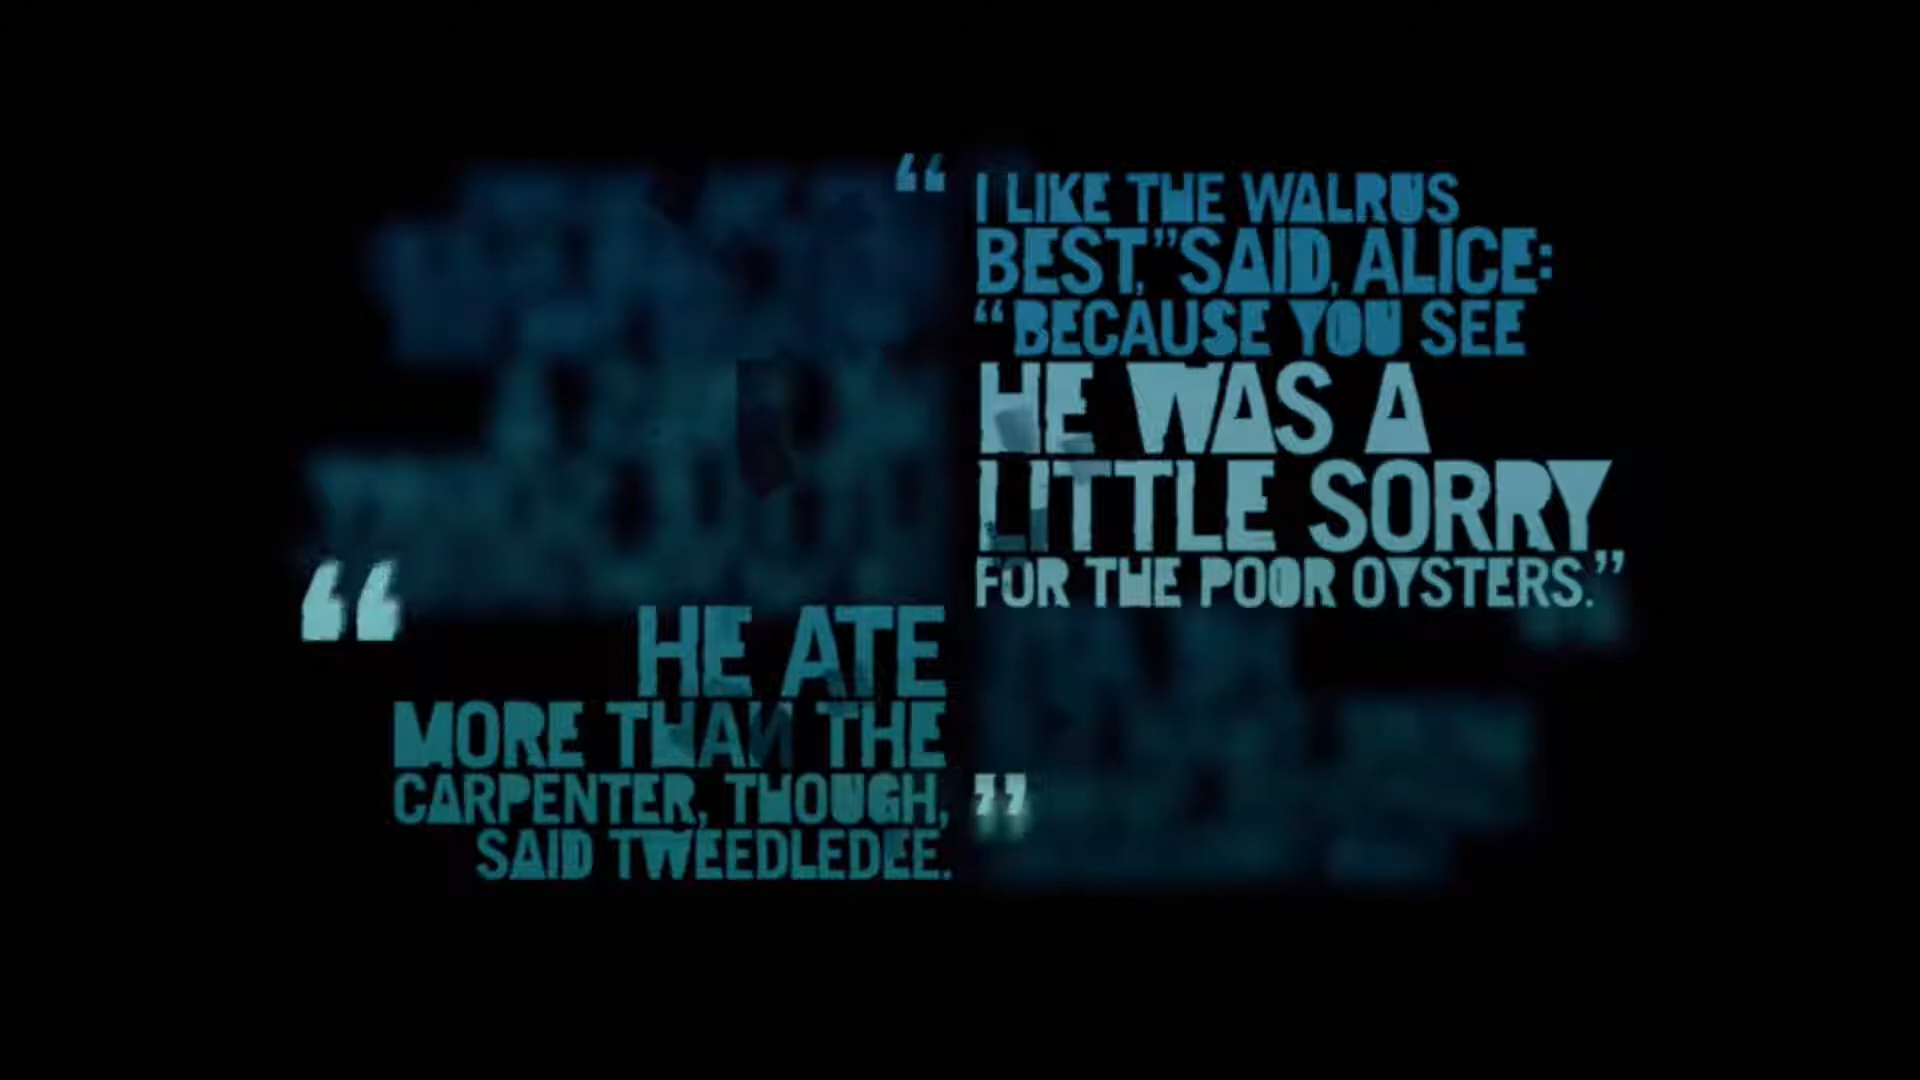 “ I LIKE THE WALRUS
BEST,” SAID, ALICE:
“BECAUSE YOU SEE
HE WAS A
LITTLE SORRY
FOR THE POOR OYSTERS.”
“ HE ATE
MORE THAN THE
CARPENTER, THOUGH, ”
SAID TWEEDLEDEE.